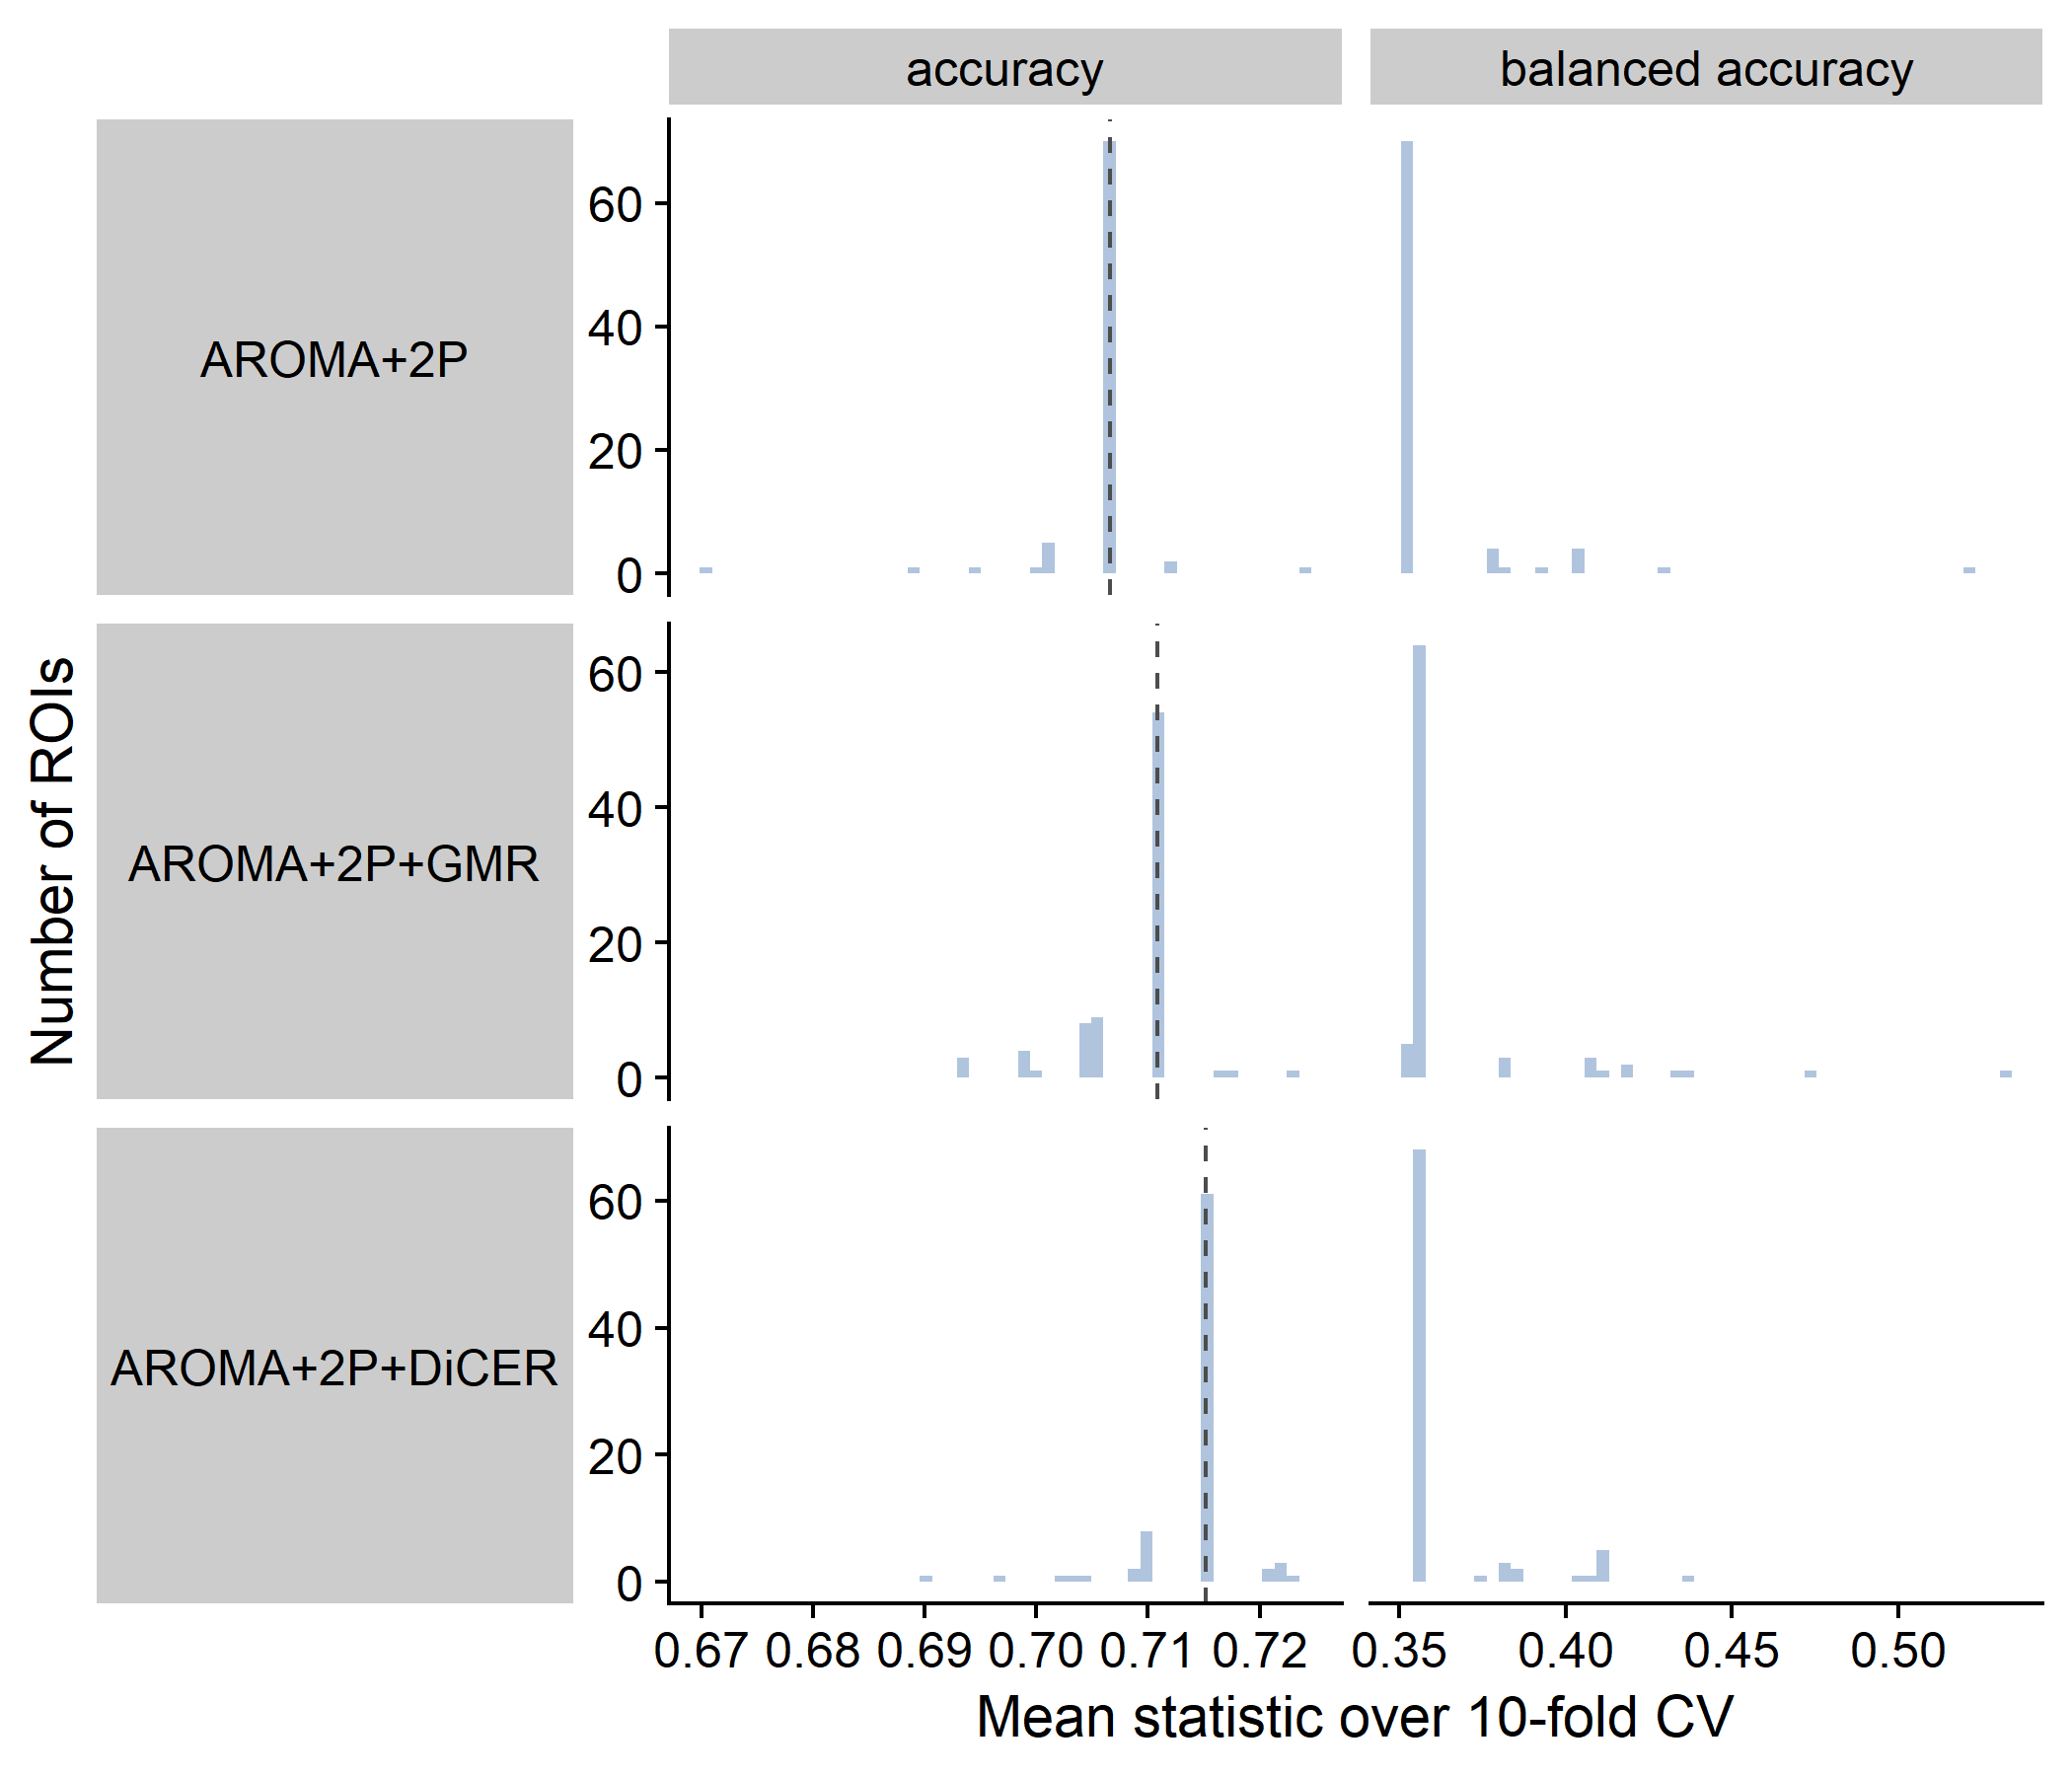 accuracy
balanced accuracy
AROMA+2P
60
40
20
0
Number of ROIs
AROMA+2P+GMR
60
40
20
0
AROMA+2P+DiCER
60
40
20
0
0.67 0.68 0.69 0.70 0.71 0.72
0.35 0.40 0.45 0.50
Mean statistic over 10-fold CV